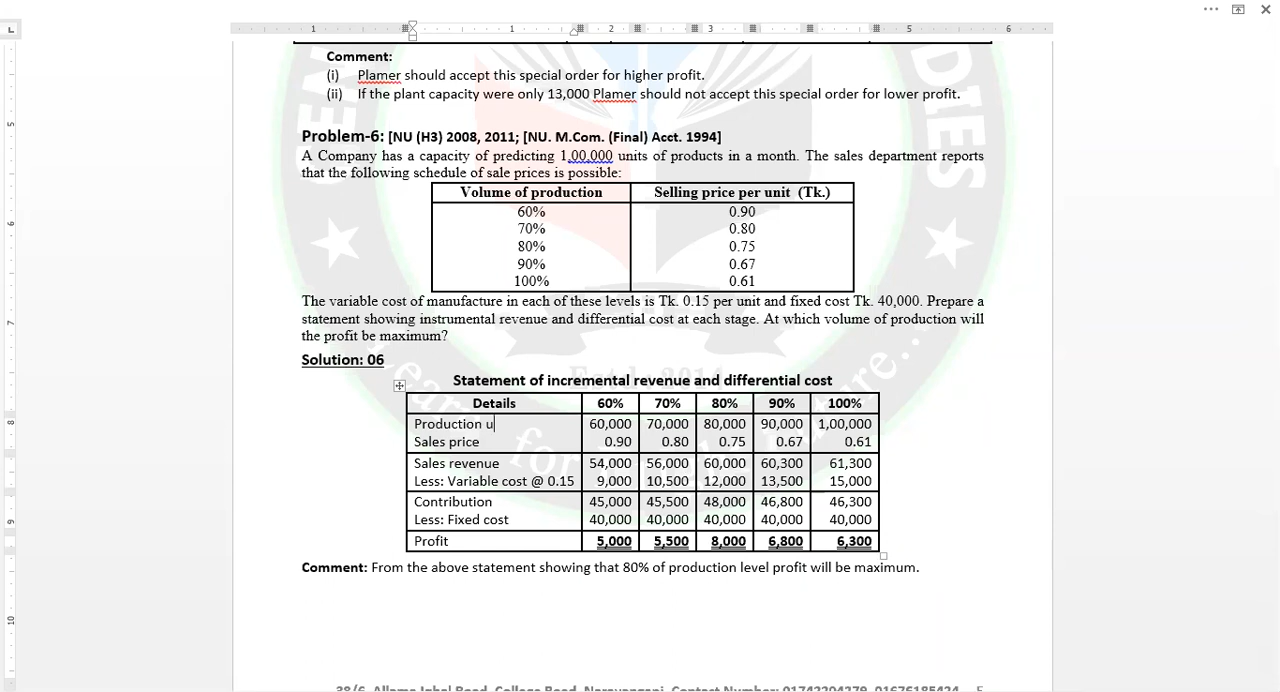 1 1 2 3 5 6
Comment:
(i) Plamer should accept this special order for higher profit.
(ii) If the plant capacity were only 13,000 Plamer should not accept this special order for lower profit.
Problem-6: [NU (H3) 2008, 2011; [NU. M.Com. (Final) Acct. 1994]
A Company has a capacity of predicting 1,00,000 units of products in a month. The sales department reports
that the following schedule of sale prices is possible:
Volume of production Selling price per unit (Tk.)
60% 0.90
70% 0.80
80% 0.75
90% 0.67
100% 0.61
The variable cost of manufacture in each of these levels is Tk. 0.15 per unit and fixed cost Tk. 40,000. Prepare a
statement showing instrumental revenue and differential cost at each stage. At which volume of production will
the profit be maximum?
Solution: 06
Statement of incremental revenue and differential cost
Details 60% 70% 80% 90% 100%
Production u 60,000 70,000 80,000 90,000 1,00,000
Sales price 0.90 0.80 0.75 0.67 0.61
Sales revenue 54,000 56,000 60,000 60,300 61,300
Less: Variable cost @ 0.15 9,000 10,500 12,000 13,500 15,000
Contribution 45,000 45,500 48,000 46,800 46,300
Less: Fixed cost 40,000 40,000 40,000 40,000 40,000
Profit 5,000 5,500 8,000 6,800 6,300
Comment: From the above statement showing that 80% of production level profit will be maximum.